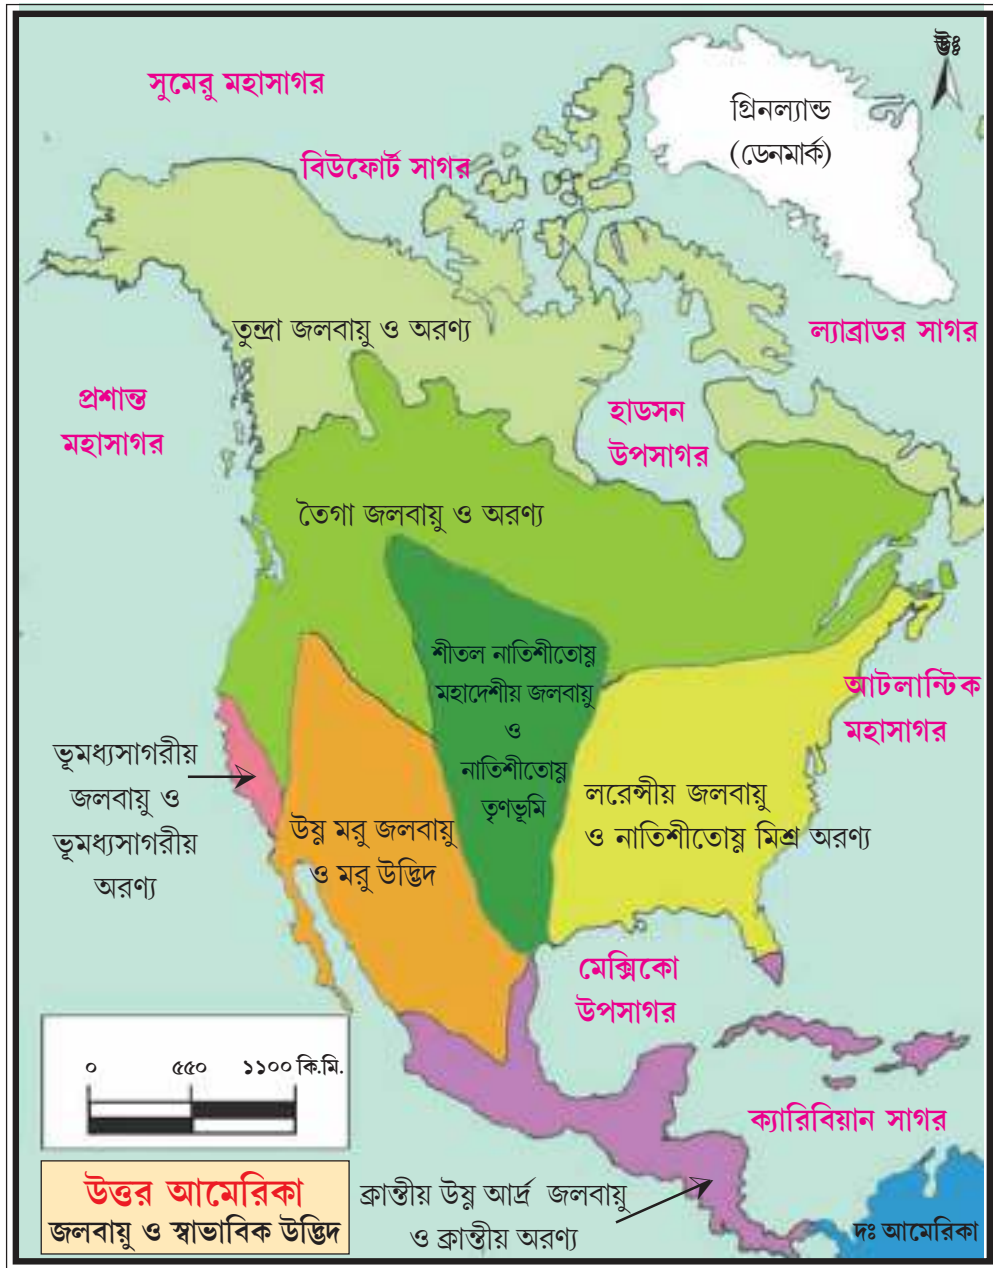 উঃ
সুমেরু মহাসাগর
গ্রিনল্যান্ড
(ডেনমার্ক)
বিউফোর্ট সাগর
তুন্দ্রা জলবায়ু ও অরণ্য
ল্যাব্রাডর সাগর
প্রশান্ত
মহাসাগর
হাডসন
উপসাগর
তৈগা জলবায়ু ও অরণ্য
শীতল নাতিশীতোষ্ণ
মহাদেশীয় জলবায়ু
ও
নাতিশীতোষ্ণ
তৃণভূমি
আটলান্টিক
মহাসাগর
ভূমধ্যসাগরীয়
জলবায়ু ও
ভূমধ্যসাগরীয়
অরণ্য
লরেন্সীয় জলবায়ু
ও নাতিশীতোষ্ণ মিশ্র অরণ্য
উষ্ণ মরু জলবায়ু
ও মরু উদ্ভিদ
মেক্সিকো
উপসাগর
০ ৫৫০ ১১০০ কি.মি.
ক্যারিবিয়ান সাগর
উত্তর আমেরিকা
জলবায়ু ও স্বাভাবিক উদ্ভিদ
ক্রান্তীয় উষ্ণ আর্দ্র জলবায়ু
ও ক্রান্তীয় অরণ্য
দঃ আমেরিকা